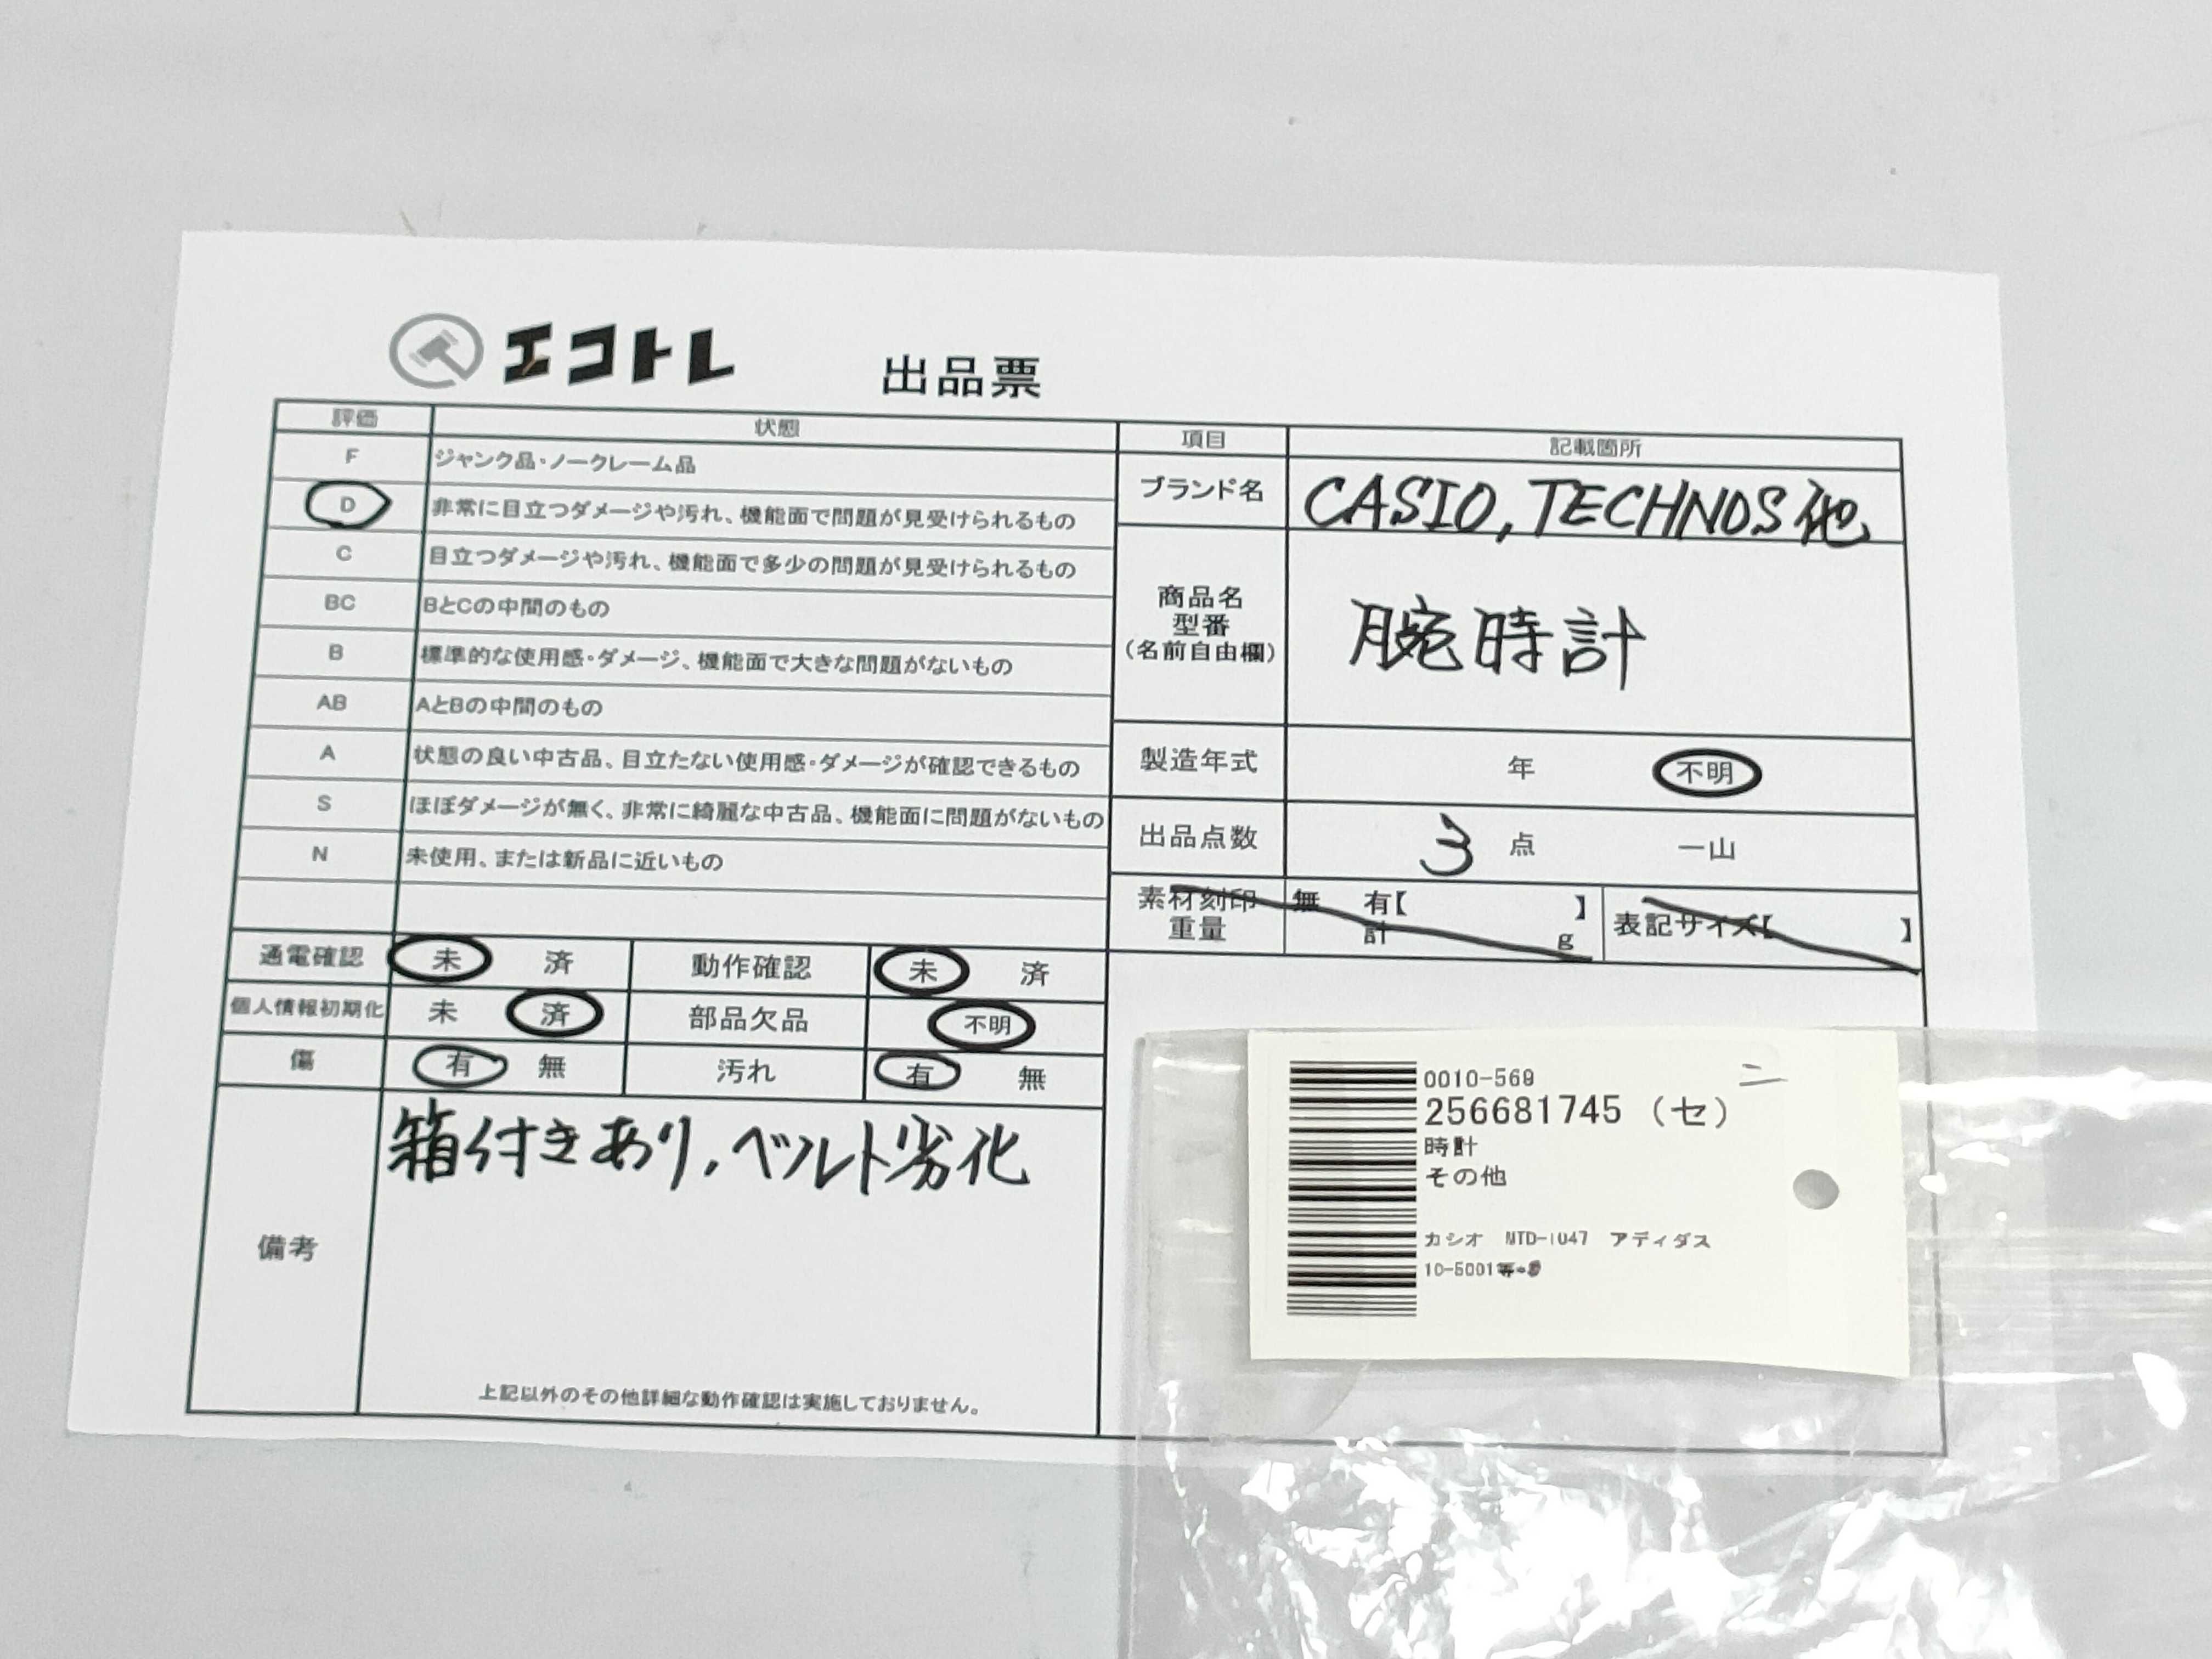 エコトレ 出品票
評価 状態
F ジャンク品・ノークレーム品
D 非常に目立つダメージや汚れ、機能面で問題が見受けられるもの
C 目立つダメージや汚れ、機能面で多少の問題が見受けられるもの
BC BとCの中間のもの
B 標準的な使用感・ダメージ、機能面で大きな問題がないもの
AB AとBの中間のもの
A 状態の良い中古品、目立たない使用感・ダメージが確認できるもの
S ほぼダメージが無く、非常に綺麗な中古品、機能面に問題がないもの
N 未使用、または新品に近いもの
通電確認 未 済 動作確認 未 済
個人情報初期化 未 済 部品欠品 不明
傷 有 無 汚れ 有 無
備考 箱付きあり,ベルト劣化
上記以外のその他詳細な動作確認は実施しておりません。
項目 記載箇所
ブランド名 CASIO,TECHNOS他
商品名
型番
(名前自由欄)
腕時計
製造年式 年 不明
出品点数 3 点 一山
素材刻印 無 有【 】
重量 計 g
表記サイズ【 】
0010-569 ニ
256681745 (セ)
時計
その他
カシオ MTD-1047 アディダス
10-5001等